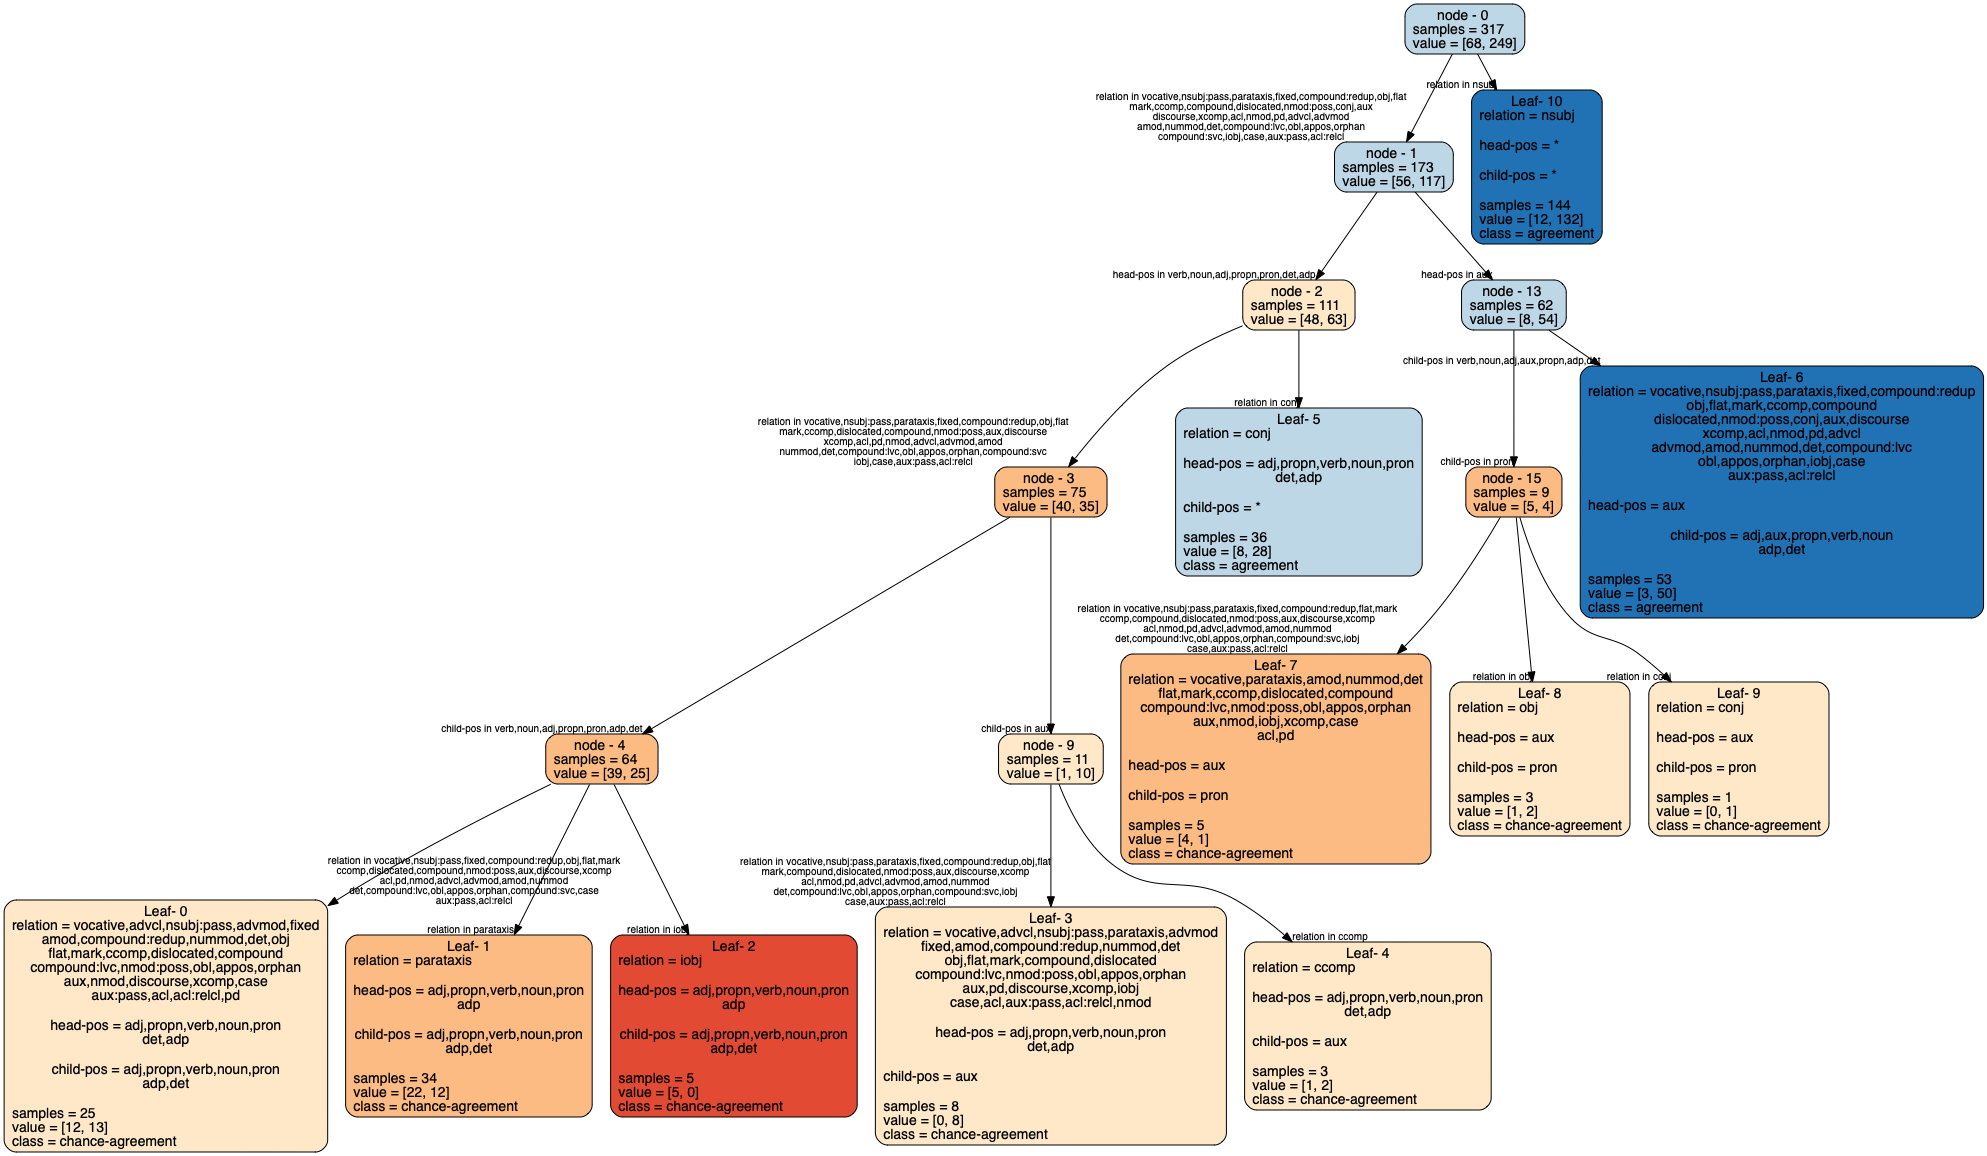 node - 0
samples = 317
value = [68, 249]
relation in vocative,nsubj:pass,parataxis,fixed,compound:redup,obj,flat
mark,ccomp,compound,dislocated,nmod:poss,conj,aux
discourse,xcomp,acl,nmod,pd,advcl,advmod
amod,nummod,det,compound:lvc,obl,appos,orphan
compound:svc,iobj,case,aux:pass,acl:relcl
relation in nsubj
Leaf- 10
relation = nsubj
head-pos = *
child-pos = *
samples = 144
value = [12, 132]
class = agreement
node - 1
samples = 173
value = [56, 117]
head-pos in verb,noun,adj,propn,pron,det,adp
head-pos in aux
node - 2
samples = 111
value = [48, 63]
node - 13
samples = 62
value = [8, 54]
relation in vocative,nsubj:pass,parataxis,fixed,compound:redup,obj,flat
mark,ccomp,dislocated,compound,nmod:poss,aux,discourse
xcomp,acl,pd,nmod,advcl,advmod,amod
nummod,det,compound:lvc,obl,appos,orphan,compound:svc
iobj,case,aux:pass,acl:relcl
relation in conj
child-pos in verb,noun,adj,aux,propn,adp,det
child-pos in pron
Leaf- 5
relation = conj
head-pos = adj,propn,verb,noun,pron
det,adp
child-pos = *
samples = 36
value = [8, 28]
class = agreement
Leaf- 6
relation = vocative,nsubj:pass,parataxis,fixed,compound:redup
obj,flat,mark,ccomp,compound
dislocated,nmod:poss,conj,aux,discourse
xcomp,acl,nmod,pd,advcl
advmod,amod,nummod,det,compound:lvc
obl,appos,orphan,iobj,case
aux:pass,acl:relcl
head-pos = aux
child-pos = adj,aux,propn,verb,noun
adp,det
samples = 53
value = [3, 50]
class = agreement
node - 3
samples = 75
value = [40, 35]
node - 15
samples = 9
value = [5, 4]
relation in vocative,nsubj:pass,parataxis,fixed,compound:redup,flat,mark
ccomp,compound,dislocated,nmod:poss,aux,discourse,xcomp
acl,nmod,pd,advcl,advmod,amod,nummod
det,compound:lvc,obl,appos,orphan,compound:svc,iobj
case,aux:pass,acl:relcl
relation in obj
relation in conj
Leaf- 7
relation = vocative,parataxis,amod,nummod,det
flat,mark,ccomp,dislocated,compound
compound:lvc,nmod:poss,obl,appos,orphan
aux,nmod,iobj,xcomp,case
acl,pd
head-pos = aux
child-pos = pron
samples = 5
value = [4, 1]
class = chance-agreement
Leaf- 8
relation = obj
head-pos = aux
child-pos = pron
samples = 3
value = [1, 2]
class = chance-agreement
Leaf- 9
relation = conj
head-pos = aux
child-pos = pron
samples = 1
value = [0, 1]
class = chance-agreement
child-pos in verb,noun,adj,propn,pron,adp,det
child-pos in aux
node - 4
samples = 64
value = [39, 25]
node - 9
samples = 11
value = [1, 10]
relation in vocative,nsubj:pass,fixed,compound:redup,obj,flat,mark
ccomp,dislocated,compound,nmod:poss,aux,discourse,xcomp
acl,pd,nmod,advcl,advmod,amod,nummod
det,compound:lvc,obl,appos,orphan,compound:svc,case
aux:pass,acl:relcl
relation in parataxis
relation in iobj
relation in vocative,nsubj:pass,parataxis,fixed,compound:redup,obj,flat
mark,compound,dislocated,nmod:poss,aux,discourse,xcomp
acl,nmod,pd,advcl,advmod,amod,nummod
det,compound:lvc,obl,appos,orphan,compound:svc,iobj
case,aux:pass,acl:relcl
relation in ccomp
Leaf- 0
relation = vocative,advcl,nsubj:pass,advmod,fixed
amod,compound:redup,nummod,det,obj
flat,mark,ccomp,dislocated,compound
compound:lvc,nmod:poss,obl,appos,orphan
aux,nmod,discourse,xcomp,case
aux:pass,acl,acl:relcl,pd
head-pos = adj,propn,verb,noun,pron
det,adp
child-pos = adj,propn,verb,noun,pron
adp,det
samples = 25
value = [12, 13]
class = chance-agreement
Leaf- 1
relation = parataxis
head-pos = adj,propn,verb,noun,pron
adp
child-pos = adj,propn,verb,noun,pron
adp,det
samples = 34
value = [22, 12]
class = chance-agreement
Leaf- 2
relation = iobj
head-pos = adj,propn,verb,noun,pron
adp
child-pos = adj,propn,verb,noun,pron
adp,det
samples = 5
value = [5, 0]
class = chance-agreement
Leaf- 3
relation = vocative,advcl,nsubj:pass,parataxis,advmod
fixed,amod,compound:redup,nummod,det
obj,flat,mark,compound,dislocated
compound:lvc,nmod:poss,obl,appos,orphan
aux,pd,discourse,xcomp,iobj
case,acl,aux:pass,acl:relcl,nmod
head-pos = adj,propn,verb,noun,pron
det,adp
child-pos = aux
samples = 8
value = [0, 8]
class = chance-agreement
Leaf- 4
relation = ccomp
head-pos = adj,propn,verb,noun,pron
det,adp
child-pos = aux
samples = 3
value = [1, 2]
class = chance-agreement